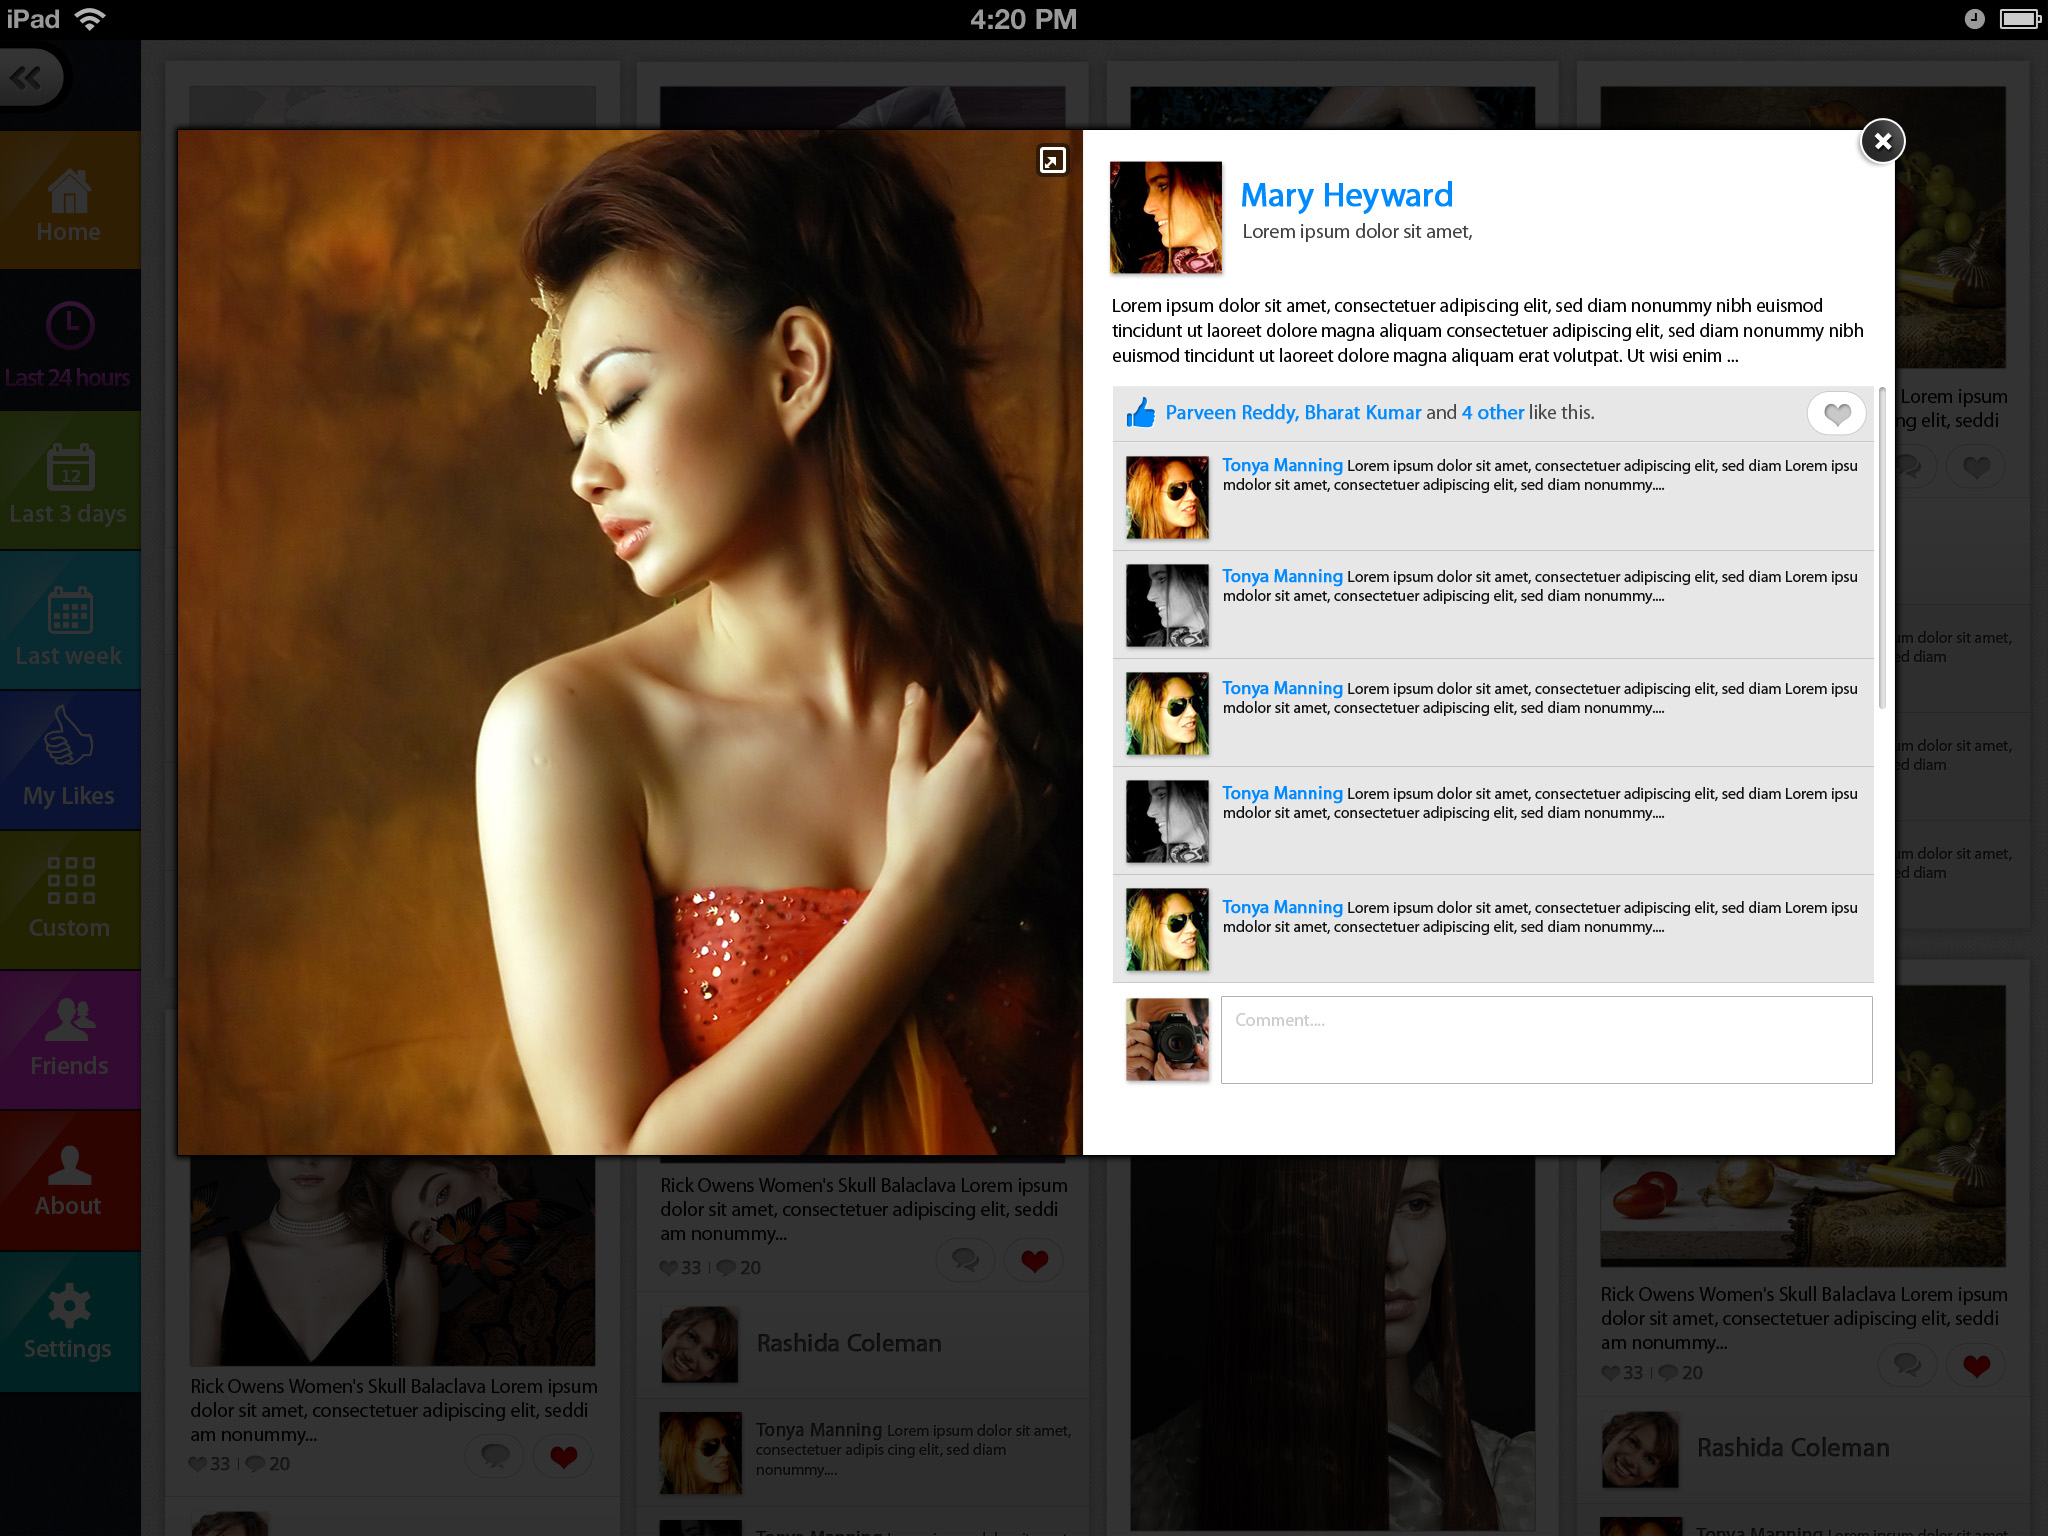 iPad
4:20 PM
Home
Last 24 hours
12
Last 3 days
Last week
My Likes
Custom
Friends
About
Settings
Mary Heyward
Lorem ipsum dolor sit amet,
Lorem ipsum dolor sit amet, consectetuer adipiscing elit, sed diam nonummy nibh euismod
tincidunt ut laoreet dolore magna aliquam consectetuer adipiscing elit, sed diam nonummy nibh
euismod tincidunt ut laoreet dolore magna aliquam erat volutpat. Ut wisi enim ...
Parveen Reddy, Bharat Kumar and 4 other like this.
Tonya Manning Lorem ipsum dolor sit amet, consectetuer adipiscing elit, sed diam Lorem ipsu
mdolor sit amet, consectetuer adipiscing elit, sed diam nonummy....
Tonya Manning Lorem ipsum dolor sit amet, consectetuer adipiscing elit, sed diam Lorem ipsu
mdolor sit amet, consectetuer adipiscing elit, sed diam nonummy....
Tonya Manning Lorem ipsum dolor sit amet, consectetuer adipiscing elit, sed diam Lorem ipsu
mdolor sit amet, consectetuer adipiscing elit, sed diam nonummy....
Tonya Manning Lorem ipsum dolor sit amet, consectetuer adipiscing elit, sed diam Lorem ipsu
mdolor sit amet, consectetuer adipiscing elit, sed diam nonummy....
Tonya Manning Lorem ipsum dolor sit amet, consectetuer adipiscing elit, sed diam Lorem ipsu
mdolor sit amet, consectetuer adipiscing elit, sed diam nonummy....
Comment....
Lorem ipsum
elit, seddi
dolor sit amet,
diam
dolor sit amet,
diam
dolor sit amet,
diam
Rick Owens Women's Skull Balaclava Lorem ipsum
dolor sit amet, consectetuer adipiscing elit, seddi
am nonummy...
33 | 20
Rick Owens Women's Skull Balaclava Lorem ipsum
dolor sit amet, consectetuer adipiscing elit, seddi
am nonummy...
33 | 20
Rashida Coleman
Tonya Manning Lorem ipsum dolor sit amet,
consectetuer adipis cing elit, sed diam
nonummy....
Rick Owens Women's Skull Balaclava Lorem ipsum
dolor sit amet, consectetuer adipiscing elit, seddi
am nonummy...
33 | 20
Rashida Coleman